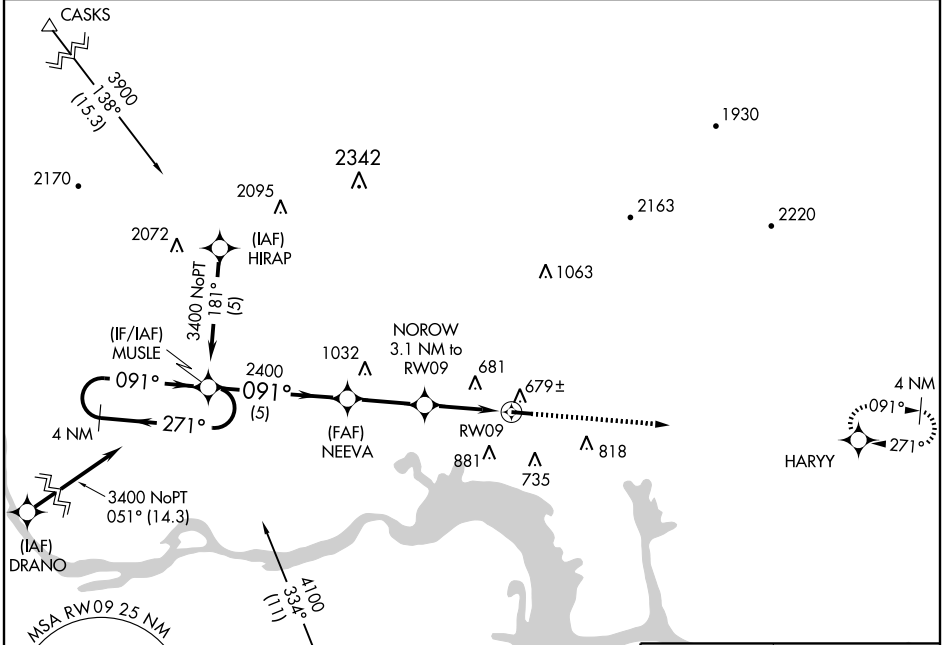 CASKS
3900
138°
(15.3)
1930
2170
2342
2095
2163
2220
2072
(IAF)
HIRAP
1063
3400 NoPT
181°
(5)
(IF/IAF)
MUSLE
NOROW
3.1 NM to
RW09
1032
2400
091°
(5)
681
091°
271°
4 NM
679±
4 NM
091°
271°
(FAF)
NEEVA
RW09
881
735
818
HARYY
3400 NoPT
051° (14.3)
(IAF)
DRANO
4100
334°
(11)
MSA RW09 25 NM